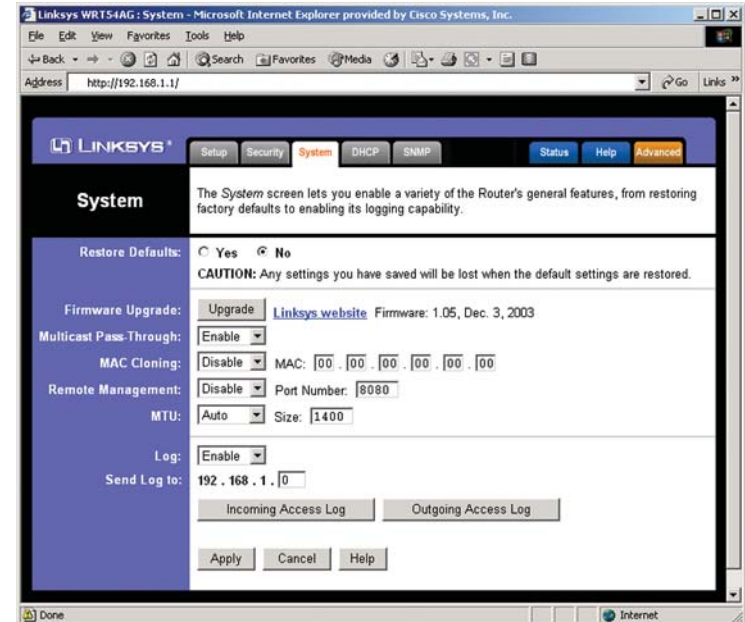 Linksys WRT54AG : System - Microsoft Internet Explorer provided by Cisco Systems, Inc.
File Edit View Favorites Tools Help
Back Search Favorites Media
Address http://192.168.1.1/ Go Links »
LINKSYS®
Setup Security System DHCP SNMP Status Help Advanced
System
The System screen lets you enable a variety of the Router's general features, from restoring
factory defaults to enabling its logging capability.
Restore Defaults: Yes No
CAUTION: Any settings you have saved will be lost when the default settings are restored.
Firmware Upgrade: Upgrade Linksys website Firmware: 1.05, Dec. 3, 2003
Multicast Pass-Through: Enable
MAC Cloning: Disable MAC: 00 . 00 . 00 . 00 . 00 . 00
Remote Management: Disable Port Number: 8080
MTU: Auto Size: 1400
Log: Enable
Send Log to: 192 . 168 . 1 . 0
Incoming Access Log Outgoing Access Log
Apply Cancel Help
Done Internet